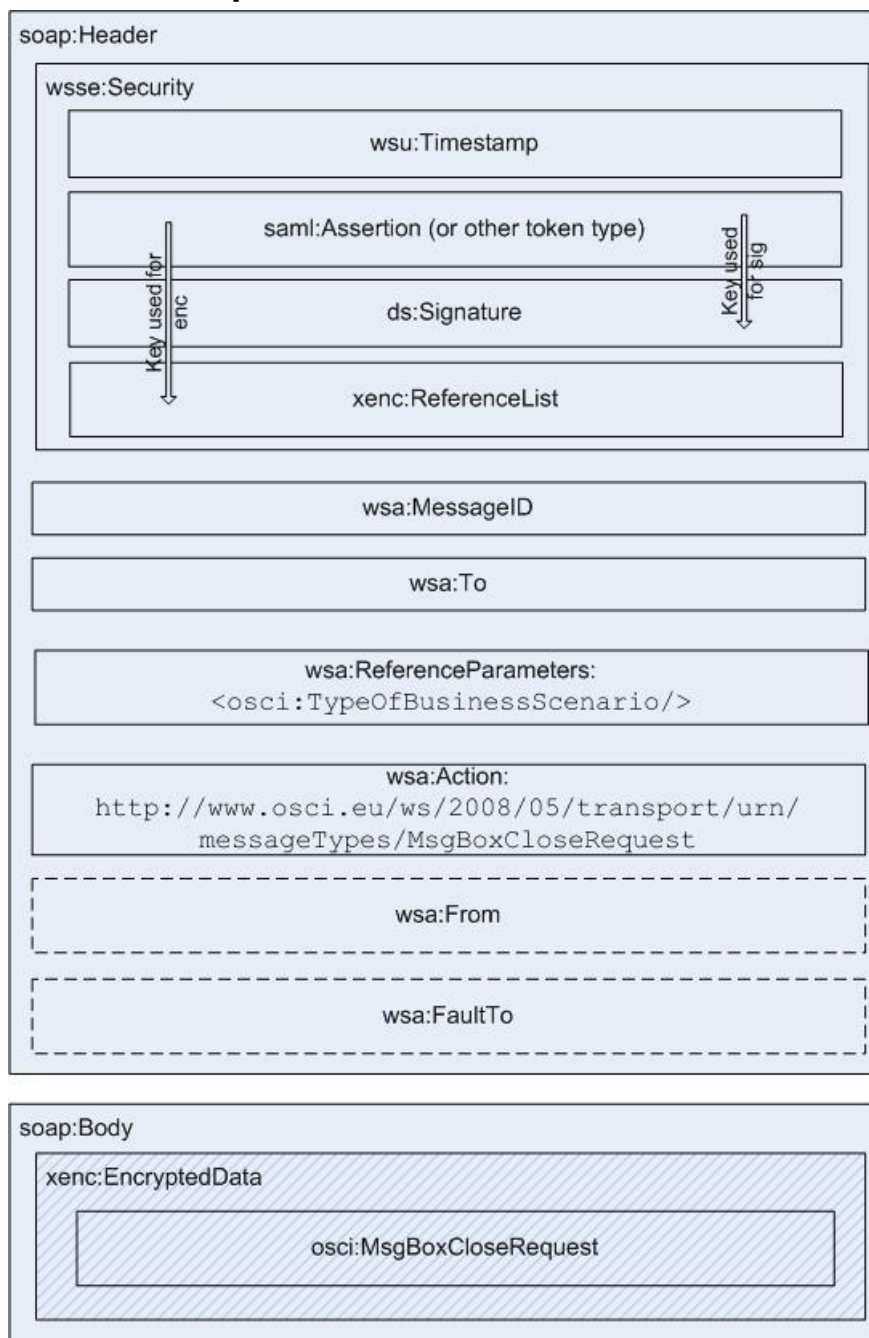 soap:Header
wsse:Security
wsu:Timestamp
saml:Assertion (or other token type)
Key used for
enc
Key used
for sig
ds:Signature
xenc:ReferenceList
wsa:MessageID
wsa:To
wsa:ReferenceParameters:
<osci:TypeOfBusinessScenario/>
wsa:Action:
http://www.osci.eu/ws/2008/05/transport/urn/
messageTypes/MsgBoxCloseRequest
wsa:From
wsa:FaultTo
soap:Body
xenc:EncryptedData
osci:MsgBoxCloseRequest